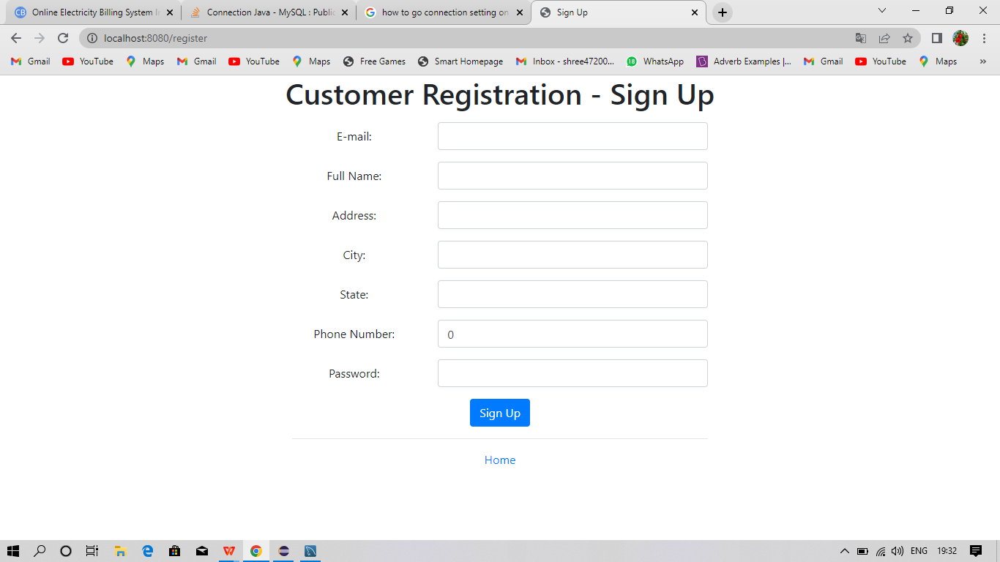 Online Electricity Billing System I
Connection Java - MySQL : Public
how to go connection setting on
Sign Up
localhost:8080/register
Gmail YouTube Maps Gmail YouTube Maps Free Games Smart Homepage Inbox - shree47200... WhatsApp Adverb Examples |... Gmail YouTube Maps »
Customer Registration - Sign Up
E-mail:
Full Name:
Address:
City:
State:
Phone Number: 0
Password:
Sign Up
Home
ENG 19:32